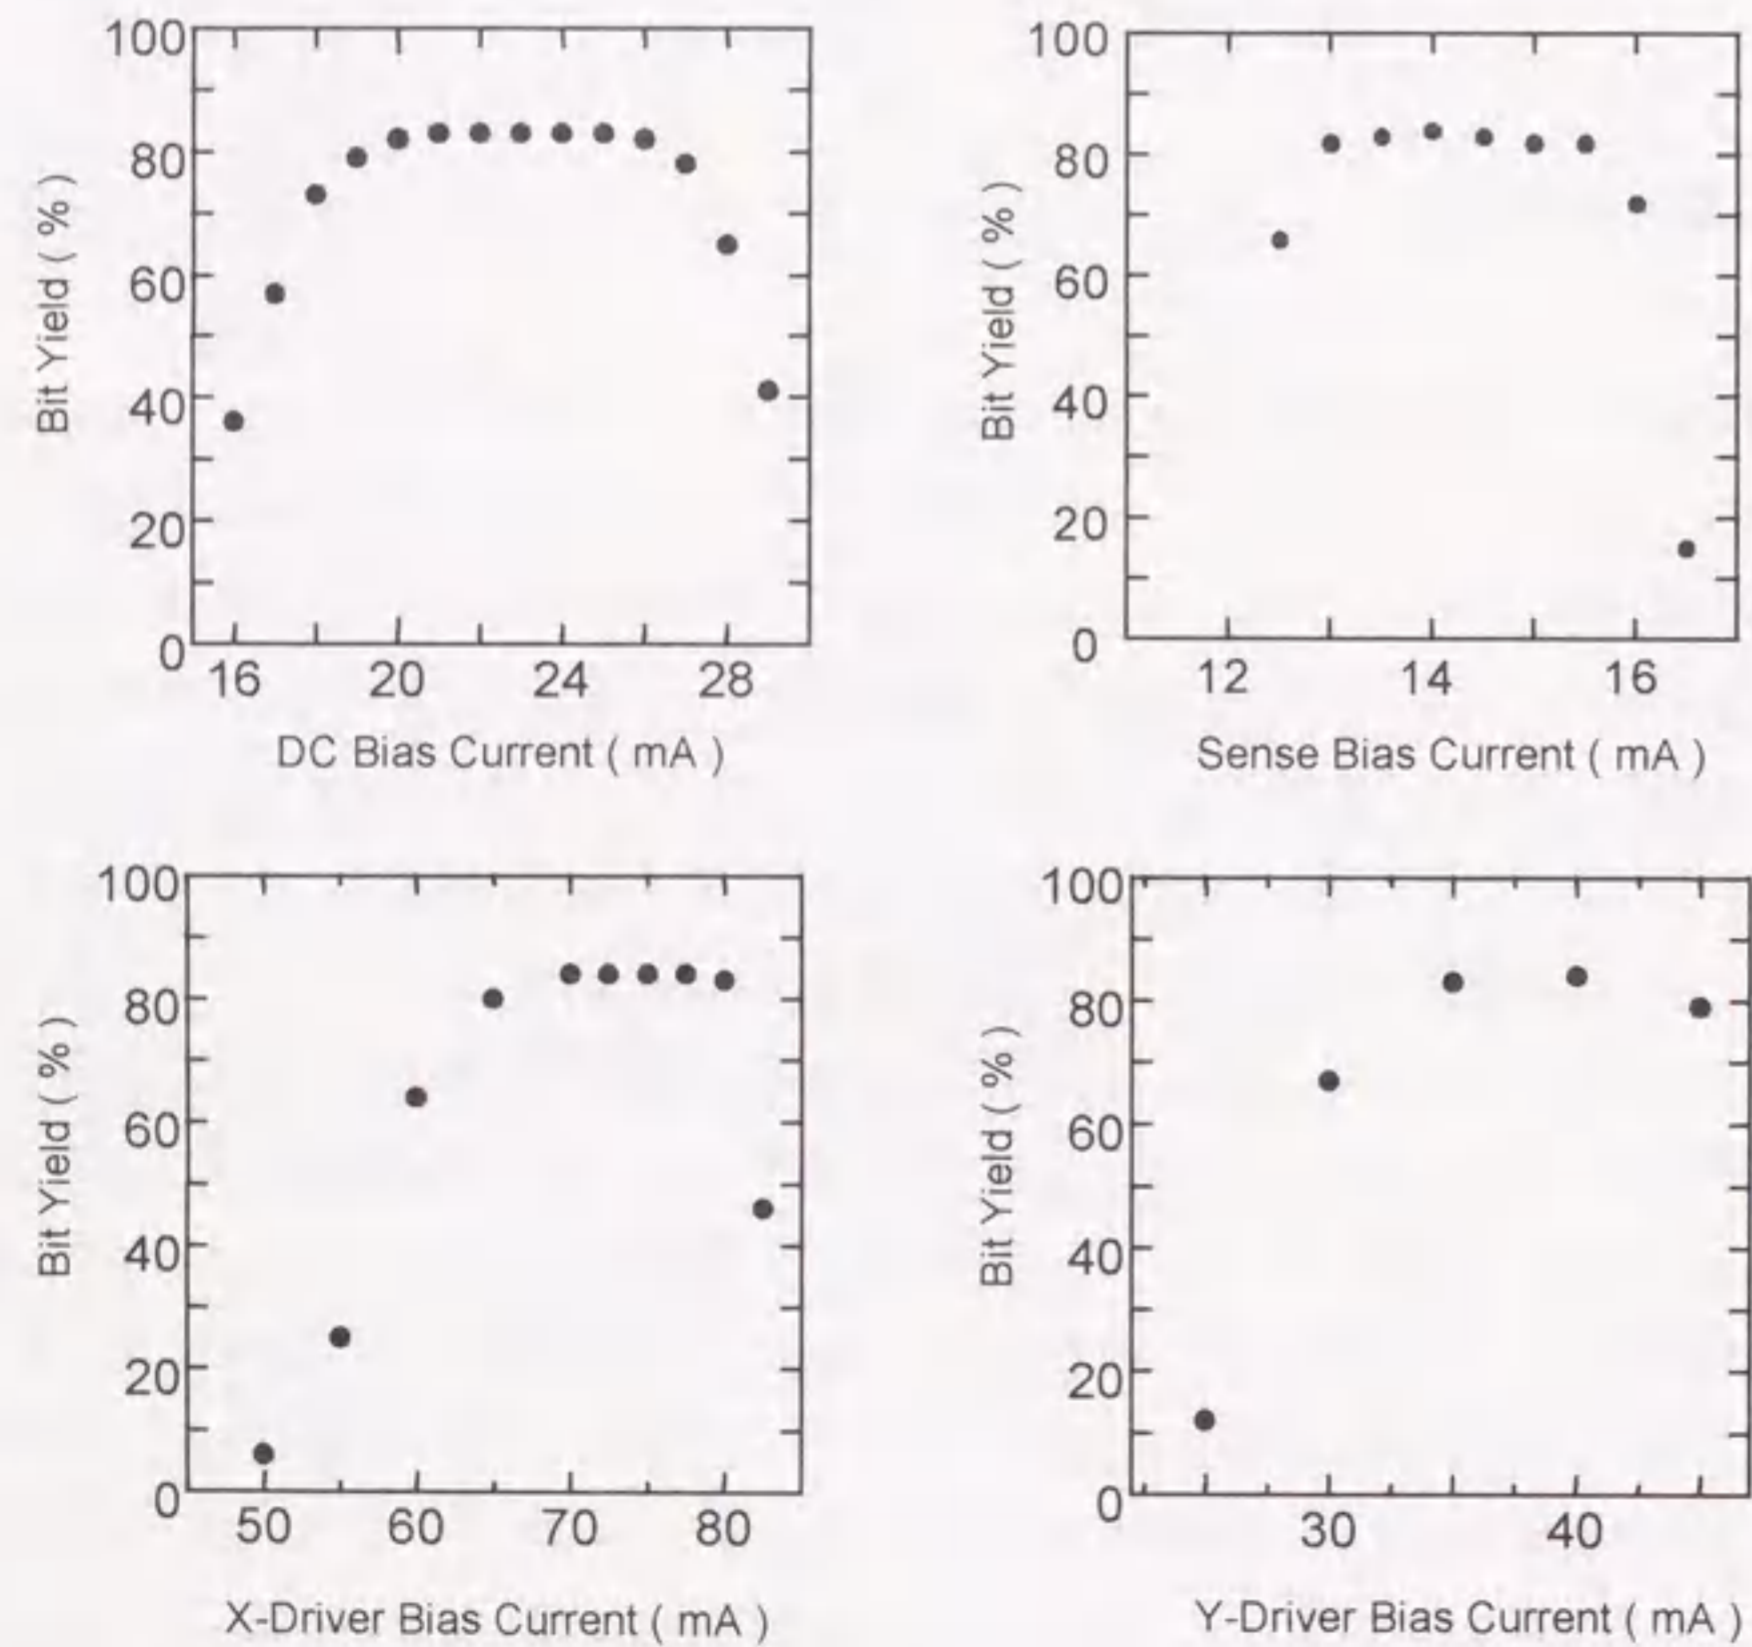 100
80
60
40
20
0
Bit Yield ( % )
16 20 24 28
DC Bias Current ( mA )
100
80
60
40
20
0
Bit Yield ( % )
12 14 16
Sense Bias Current ( mA )
100
80
60
40
20
0
Bit Yield ( % )
50 60 70 80
X-Driver Bias Current ( mA )
100
80
60
40
20
0
Bit Yield ( % )
30 40
Y-Driver Bias Current ( mA )